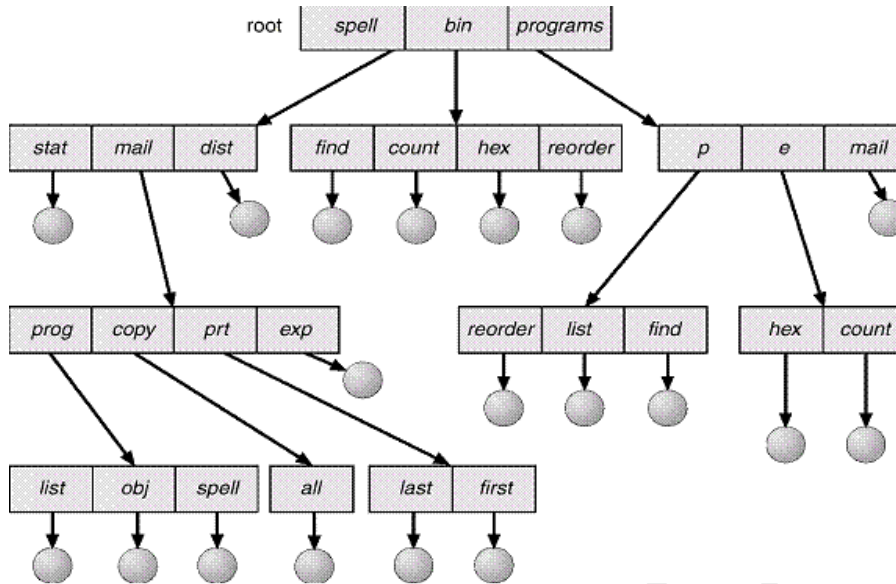 root spell bin programs
stat mail dist find count hex reorder p e mail
prog copy prt exp reorder list find hex count
list obj spell all last first